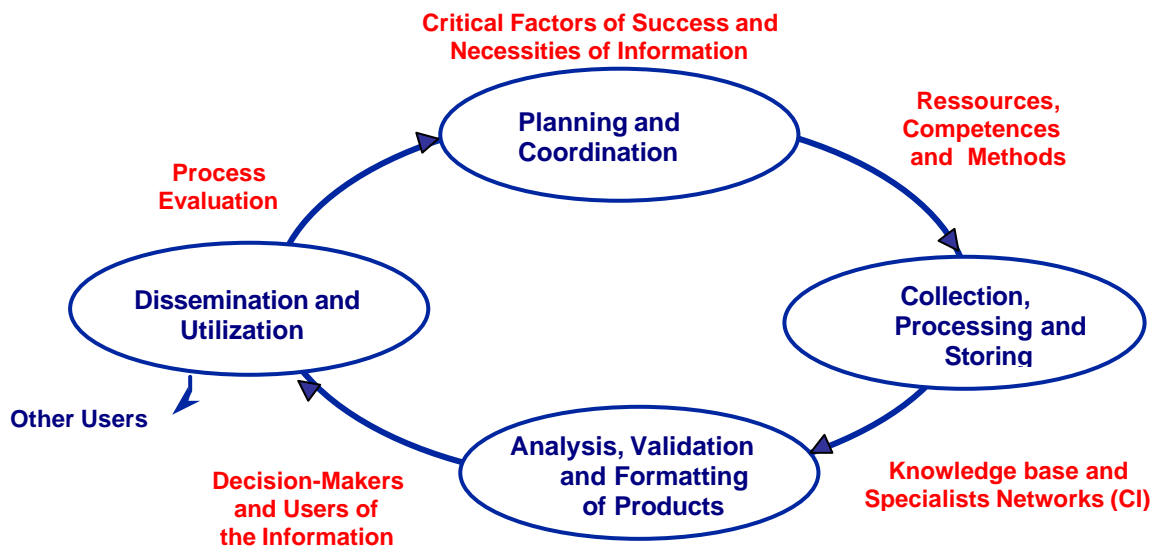 Critical Factors of Success and
Necessities of Information
Planning and
Coordination
Ressources,
Competences
and Methods
Process
Evaluation
Dissemination and
Utilization
Collection,
Processing and
Storing
Other Users
Analysis, Validation
and Formatting
of Products
Decision-Makers
and Users of
the Information
Knowledge base and
Specialists Networks (CI)